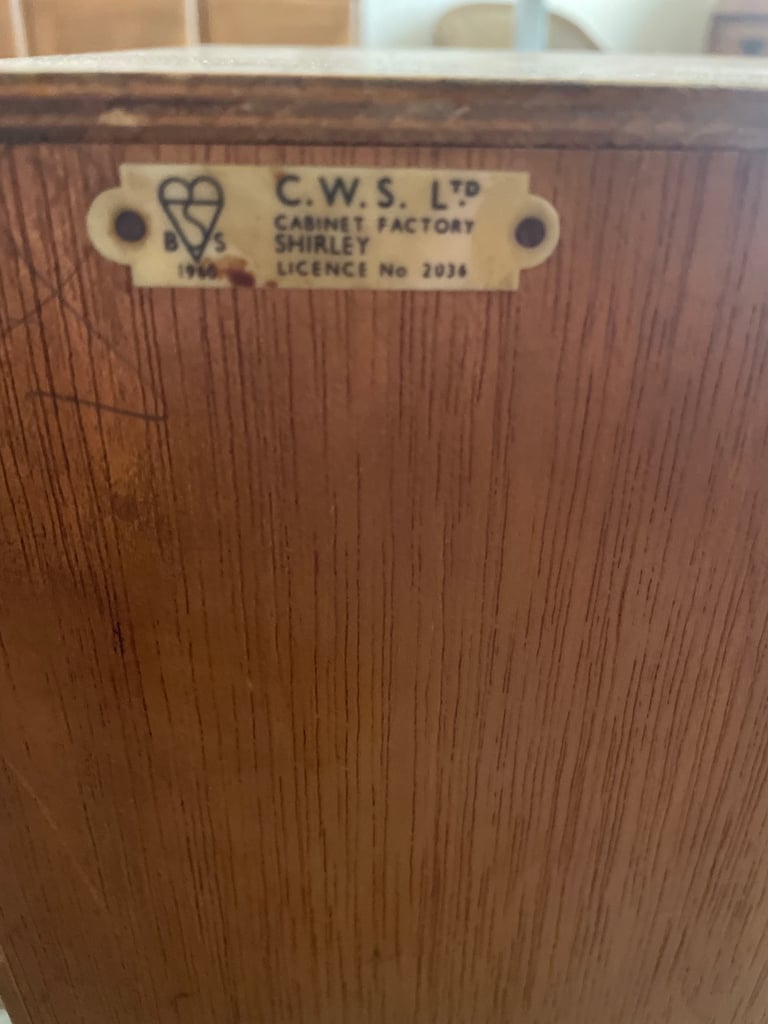 C.W.S. LTD
CABINET FACTORY
SHIRLEY
LICENCE No 2036
B S
1960